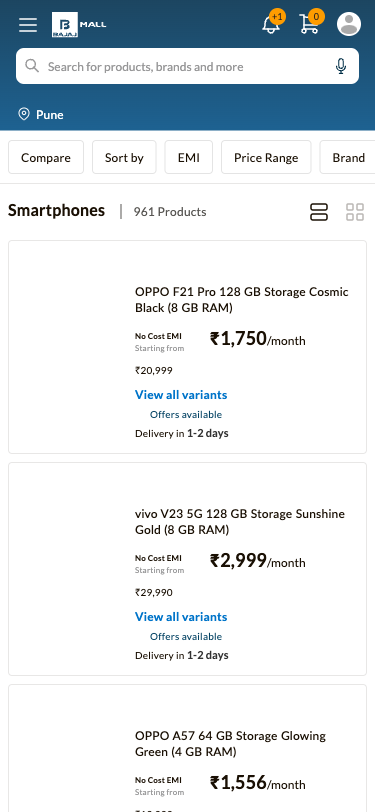 B
BAJAJ
MALL
+1
0
Search for products, brands and more
Pune
Compare
Sort by
EMI
Price Range
Brand
Smartphones | 961 Products
OPPO F21 Pro 128 GB Storage Cosmic
Black (8 GB RAM)
No Cost EMI
Starting from
₹1,750/month
₹20,999
View all variants
Offers available
Delivery in 1-2 days
vivo V23 5G 128 GB Storage Sunshine
Gold (8 GB RAM)
No Cost EMI
Starting from
₹2,999/month
₹29,990
View all variants
Offers available
Delivery in 1-2 days
OPPO A57 64 GB Storage Glowing
Green (4 GB RAM)
No Cost EMI
Starting from
₹1,556/month